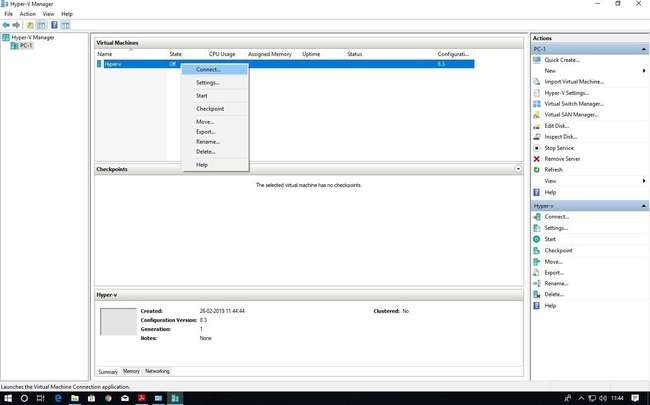 Hyper-V Manager
File Action View Help
Hyper-V Manager
PC-1
Virtual Machines
Name State CPU Usage Assigned Memory Uptime Status Configurati...
Hyper-v Off 8.3
Connect...
Settings...
Start
Checkpoint
Move...
Export...
Rename...
Delete...
Help
Checkpoints
The selected virtual machine has no checkpoints.
Hyper-v
Created: 26-02-2019 11:44:44 Clustered: No
Configuration Version: 8.3
Generation: 1
Notes: None
Summary Memory Networking
Actions
PC-1
Quick Create...
New
Import Virtual Machine...
Hyper-V Settings...
Virtual Switch Manager...
Virtual SAN Manager...
Edit Disk...
Inspect Disk...
Stop Service
Remove Server
Refresh
View
Help
Hyper-v
Connect...
Settings...
Start
Checkpoint
Move...
Export...
Rename...
Delete...
Help
Launches the Virtual Machine Connection application.
11:44